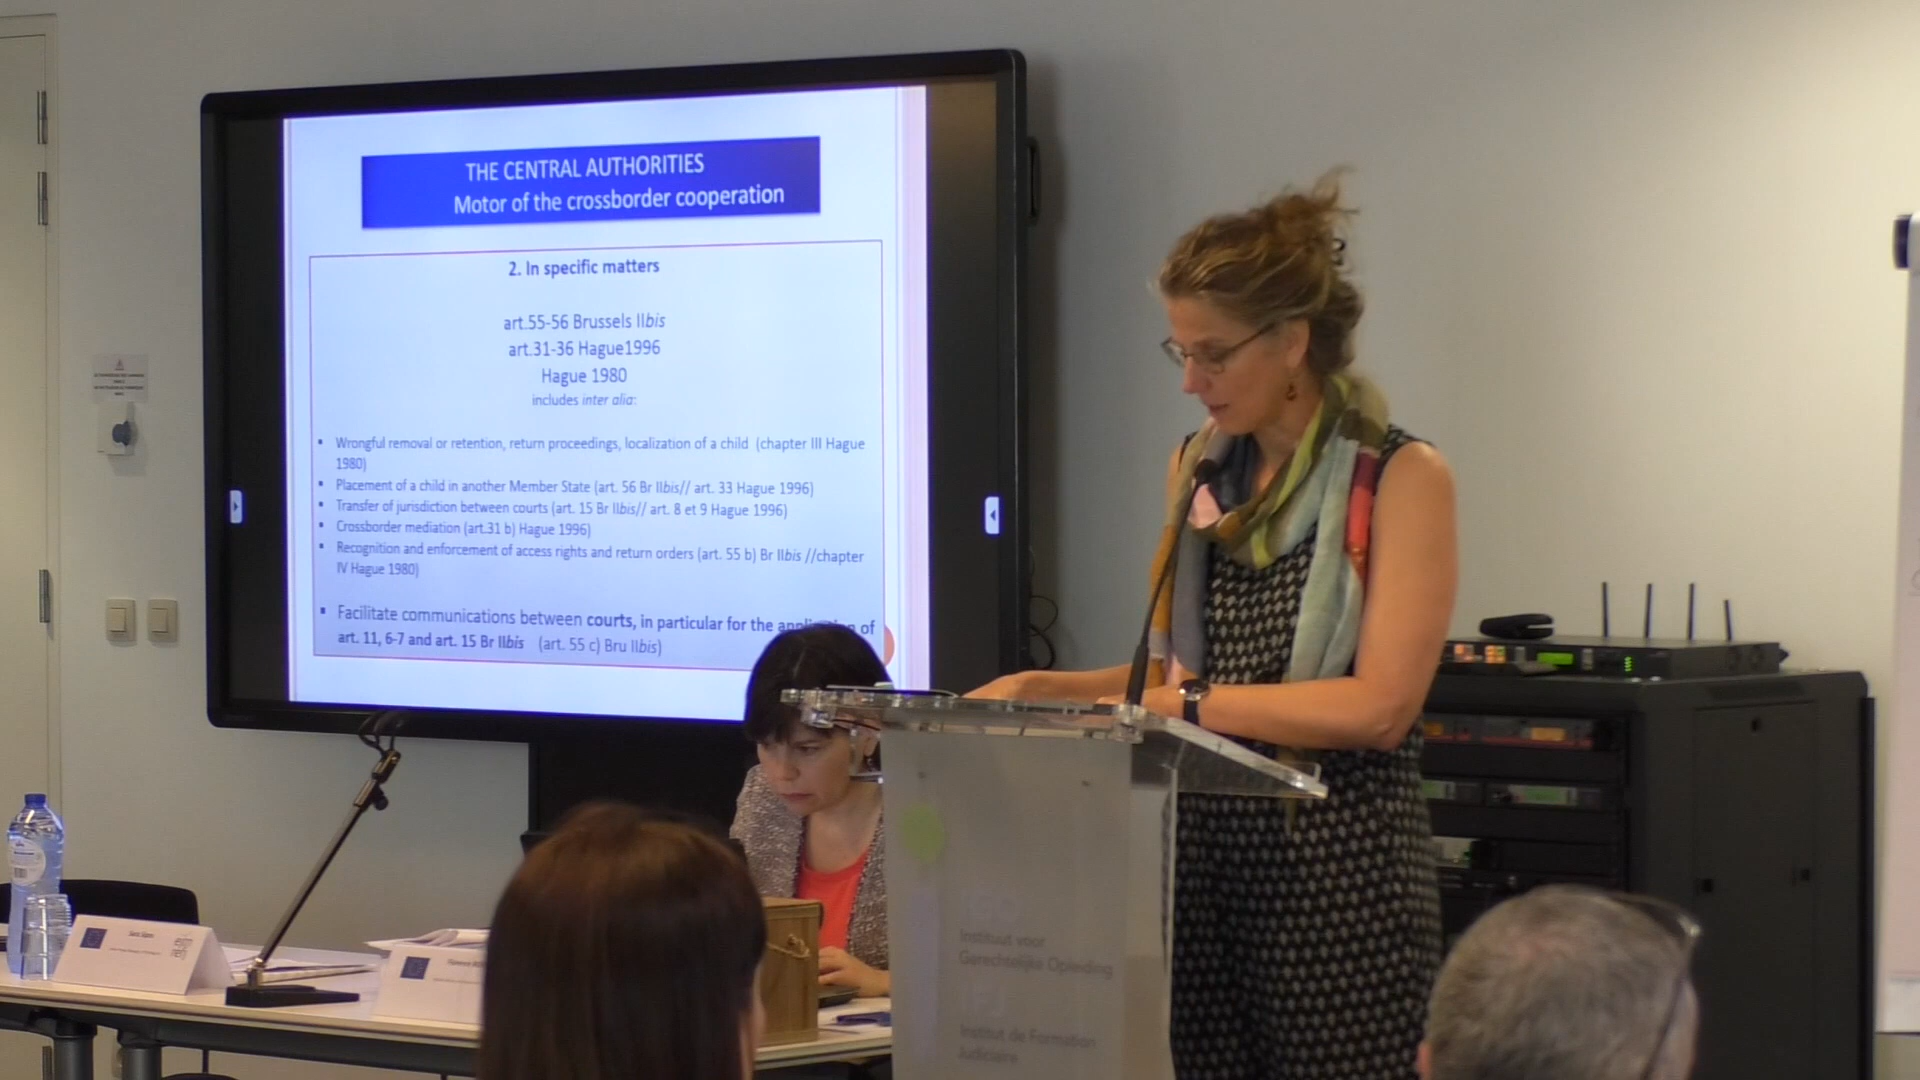 THE CENTRAL AUTHORITIES
Motor of the crossborder cooperation
2. In specific matters
art.55-56 Brussels IIbis
art.31-36 Hague1996
Hague 1980
includes inter alia:
▪ Wrongful removal or retention, return proceedings, localization of a child (chapter III Hague
1980)
▪ Placement of a child in another Member State (art. 56 Br IIbis// art. 33 Hague 1996)
▪ Transfer of jurisdiction between courts (art. 15 Br IIbis// art. 8 et 9 Hague 1996)
▪ Crossborder mediation (art.31 b) Hague 1996)
▪ Recognition and enforcement of access rights and return orders (art. 55 b) Br IIbis //chapter
IV Hague 1980)
▪ Facilitate communications between courts, in particular for the application of
art. 11, 6-7 and art. 15 Br IIbis (art. 55 c) Bru IIbis)
Instituut voor
Gerechtelijke Opleiding
Institut de Formation
Judiciaire